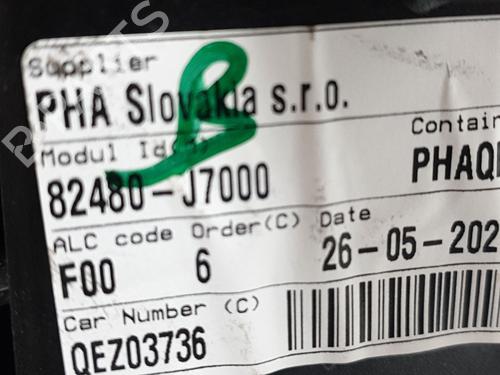 Supplier
PHA Slovakia s.r.o.
Modul Id(M) Contain
82480-J7000 PHAQ
ALC code Order(C) Date
F00 6 26-05-202
Car Number (C)
QEZ03736